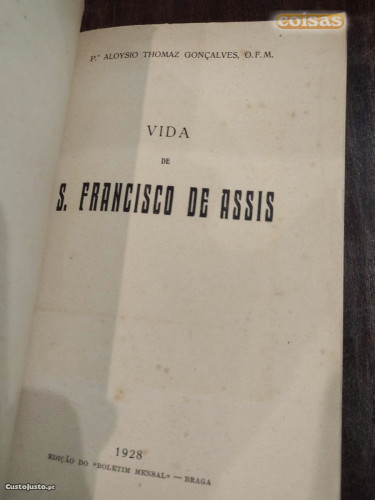 coisas
P.e ALOYSIO THOMAZ GONÇALVES, O.F.M.
VIDA
DE
S. FRANCISCO DE ASSIS
1928
EDIÇÃO DO "BOLETIM MENSAL" — BRAGA
CustoJusto.pt